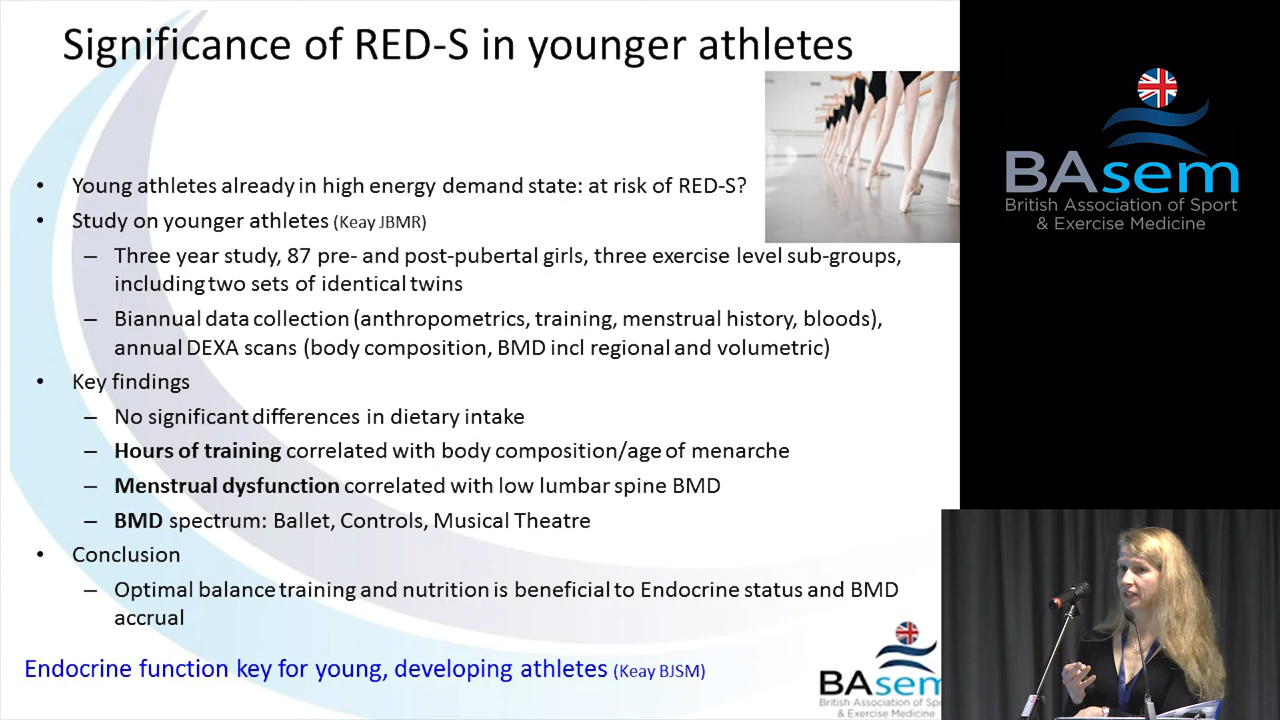 Significance of RED-S in younger athletes
• Young athletes already in high energy demand state: at risk of RED-S?
• Study on younger athletes (Keay JBMR)
– Three year study, 87 pre- and post-pubertal girls, three exercise level sub-groups,
including two sets of identical twins
– Biannual data collection (anthropometrics, training, menstrual history, bloods),
annual DEXA scans (body composition, BMD incl regional and volumetric)
• Key findings
– No significant differences in dietary intake
– Hours of training correlated with body composition/age of menarche
– Menstrual dysfunction correlated with low lumbar spine BMD
– BMD spectrum: Ballet, Controls, Musical Theatre
• Conclusion
– Optimal balance training and nutrition is beneficial to Endocrine status and BMD
accrual
Endocrine function key for young, developing athletes (Keay BJSM)
BAsem
British Association of Sport
& Exercise Medicine
BAsem
British Association of Sp
& Exercise Medicine